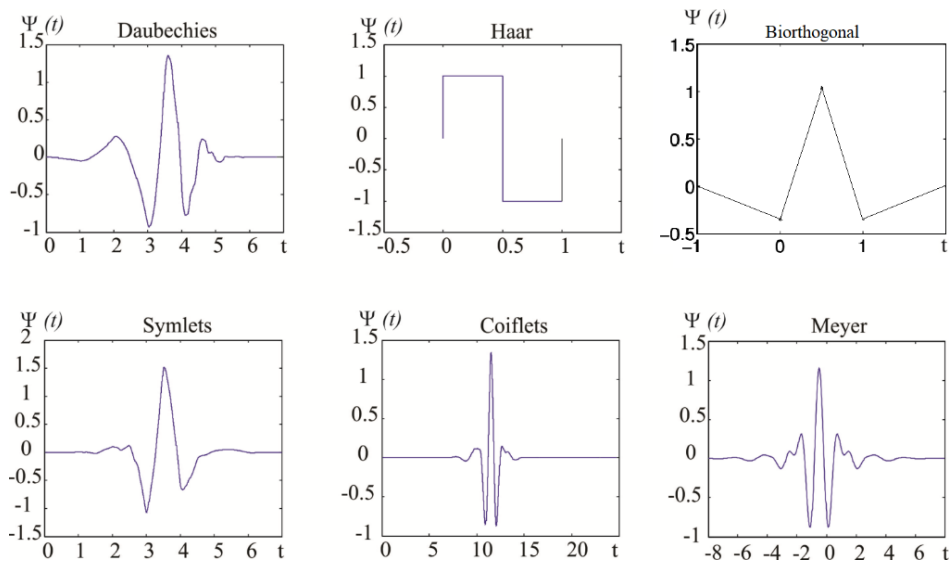 Ψ (t)
Daubechies
1.5
1
0.5
0
-0.5
-1
0 1 2 3 4 5 6 t
Ψ (t)
Haar
1.5
1
0.5
0
-0.5
-1
-1.5
-0.5 0 0.5 1 t
Ψ (t)
Biorthogonal
1.5
1
0.5
0
-0.5
-1 0 1 t
Ψ (t)
Symlets
2
1.5
1
0.5
0
-0.5
-1
-1.5
0 1 2 3 4 5 6 t
Ψ (t)
Coiflets
1.5
1
0.5
0
-0.5
-1
0 5 10 15 20 t
Ψ (t)
Meyer
1.5
1
0.5
0
-0.5
-1
-8 -6 -4 -2 0 2 4 6 t